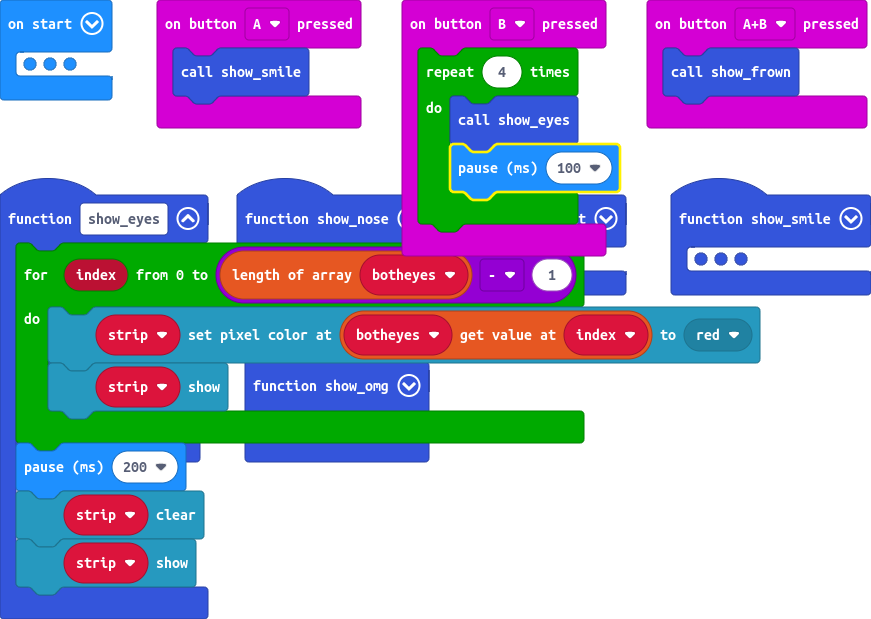 on start
on button A pressed
call show_smile
on button B pressed
repeat 4 times
do
call show_eyes
pause (ms) 100
on button A+B pressed
call show_frown
function show_eyes
for index from 0 to length of array botheyes - 1
do
strip set pixel color at botheyes get value at index to red
strip show
pause (ms) 200
strip clear
strip show
function show_nose
function show_smile
function show_omg